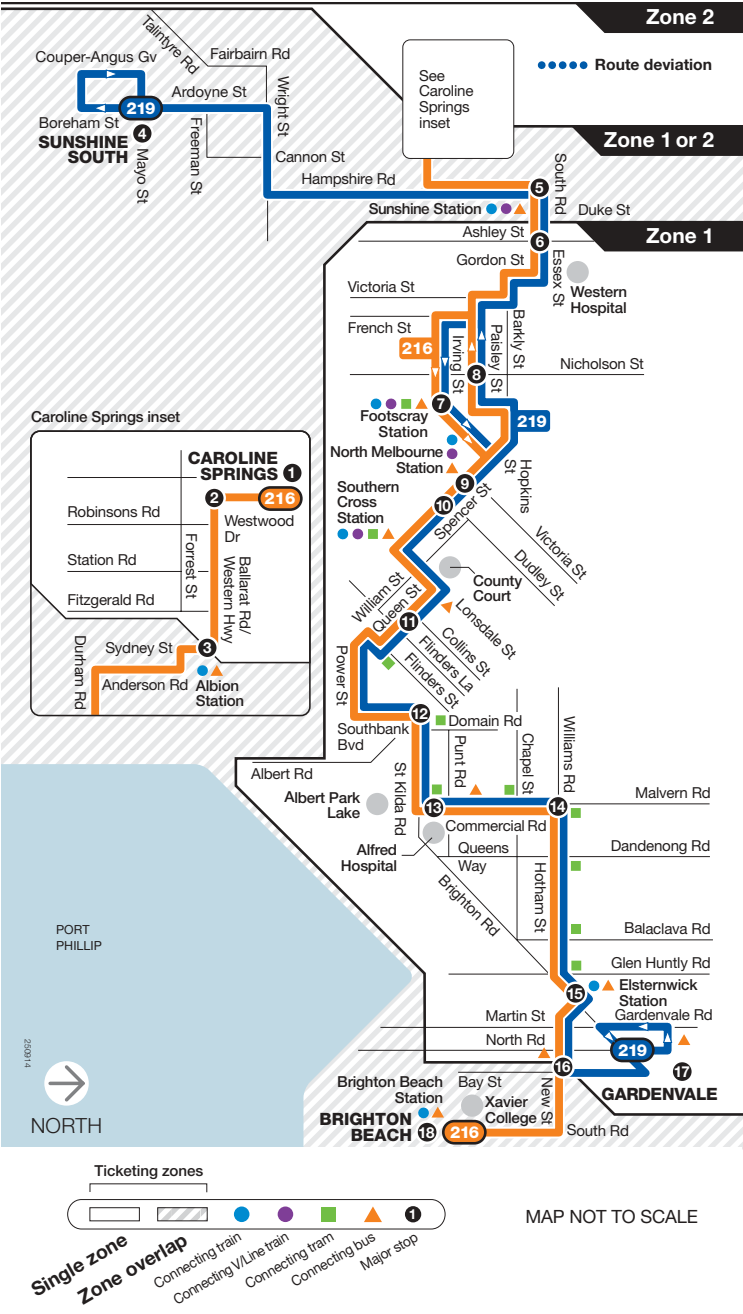 Zone 2
Route deviation
Talintyre Rd
Fairbairn Rd
Couper-Angus Gv
Ardoyne St
Wright St
219
Boreham St
SUNSHINE
SOUTH
4
Mayo St
Freeman St
Cannon St
Hampshire Rd
See
Caroline
Springs
inset
Zone 1 or 2
5
South Rd
Sunshine Station
Duke St
Ashley St
6
Zone 1
Gordon St
Essex St
Western
Hospital
Victoria St
French St
216
Irving St
Paisley St
Barkly St
8
Nicholson St
7
Footscray
Station
219
North Melbourne
Station
Hopkins
St
9
Southern
Cross
Station
10
Spencer St
Victoria St
Dudley St
County
Court
William St
Queen St
Lonsdale St
11
Collins St
Flinders La
Flinders St
Power St
12
Domain Rd
Southbank
Blvd
Albert Rd
St Kilda Rd
Punt Rd
Chapel St
Williams Rd
Albert Park
Lake
13
14
Malvern Rd
Commercial Rd
Alfred
Hospital
Queens
Way
Dandenong Rd
Hotham St
Brighton Rd
Balaclava Rd
Glen Huntly Rd
15
Elsternwick
Station
Martin St
Gardenvale Rd
North Rd
219
16
17
GARDENVALE
Brighton Beach
Station
Bay St
Xavier
College
New St
BRIGHTON
BEACH
18
216
South Rd
Caroline Springs inset
CAROLINE
SPRINGS
1
2
216
Robinsons Rd
Westwood
Dr
Station Rd
Forrest St
Ballarat Rd/
Western Hwy
Fitzgerald Rd
Sydney St
3
Durham Rd
Anderson Rd
Albion
Station
PORT
PHILLIP
250914
NORTH
Ticketing zones
1
Single zone
Zone overlap
Connecting train
Connecting V/Line train
Connecting tram
Connecting bus
Major stop
MAP NOT TO SCALE